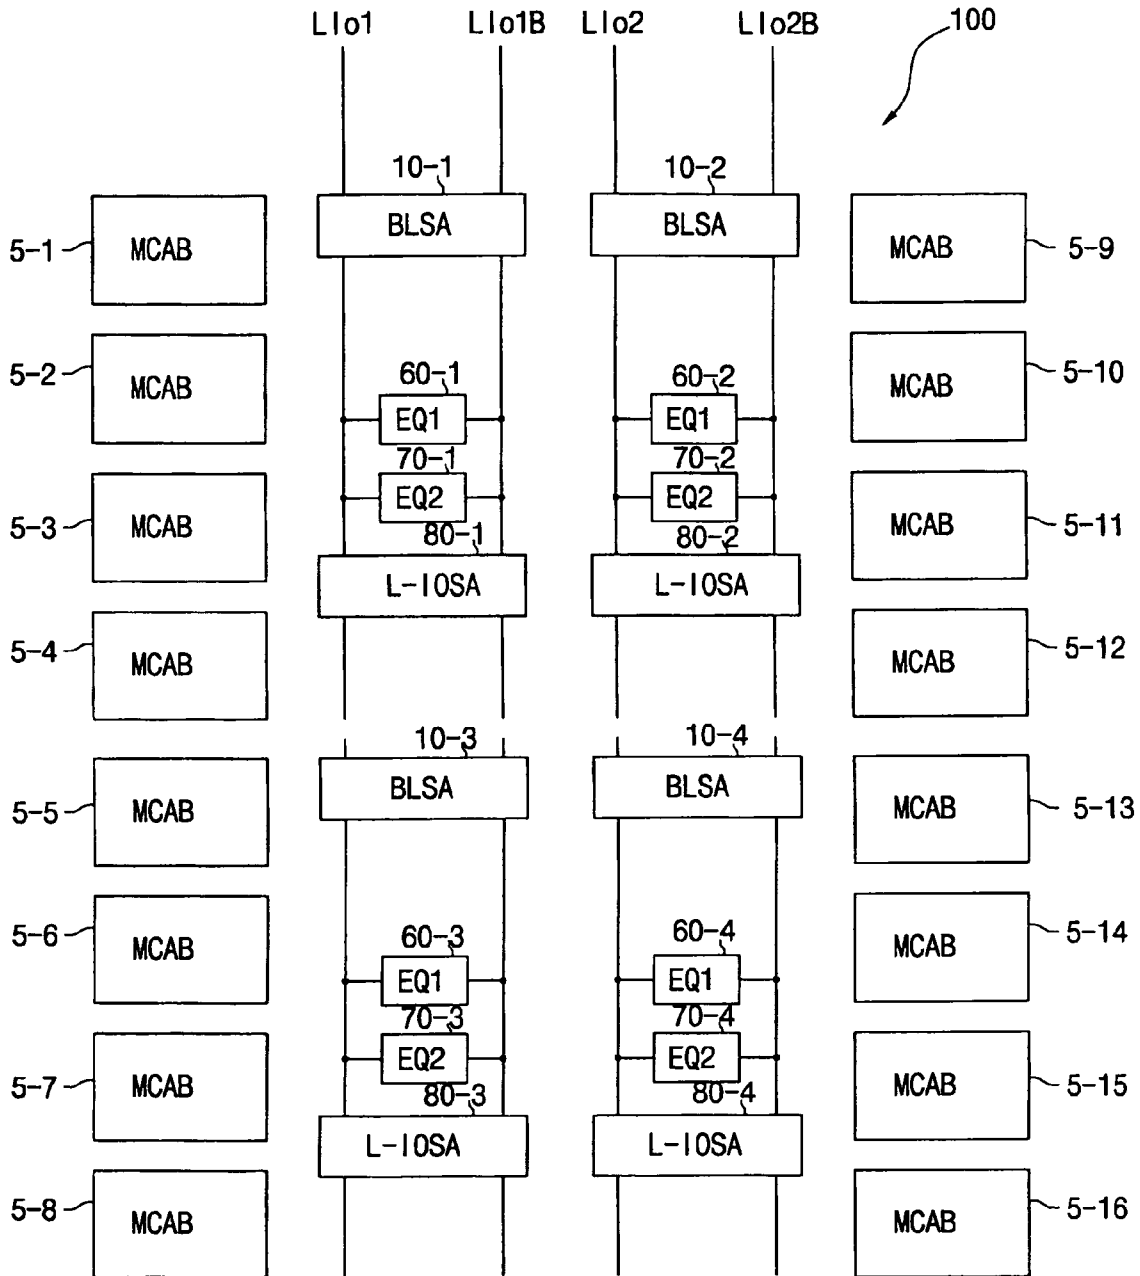 LIo1 LIo1B LIo2 LIo2B 100
10-1 10-2
5-1 MCAB BLSA BLSA MCAB 5-9
5-2 MCAB 60-1 60-2 MCAB 5-10
EQ1 EQ1
70-1 70-2
5-3 MCAB EQ2 EQ2 MCAB 5-11
80-1 80-2
L-IOSA L-IOSA
5-4 MCAB MCAB 5-12
10-3 10-4
5-5 MCAB BLSA BLSA MCAB 5-13
5-6 MCAB 60-3 60-4 MCAB 5-14
EQ1 EQ1
70-3 70-4
EQ2 EQ2
5-7 MCAB 80-3 80-4 MCAB 5-15
L-IOSA L-IOSA
5-8 MCAB MCAB 5-16